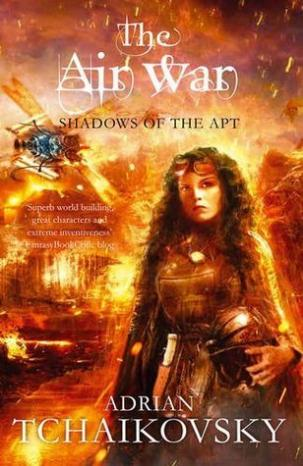 The
Air War
SHADOWS OF THE APT
'Superb world building,
great characters and
extreme inventiveness'
FantasyBookCritic blog
ADRIAN
TCHAIKOVSKY